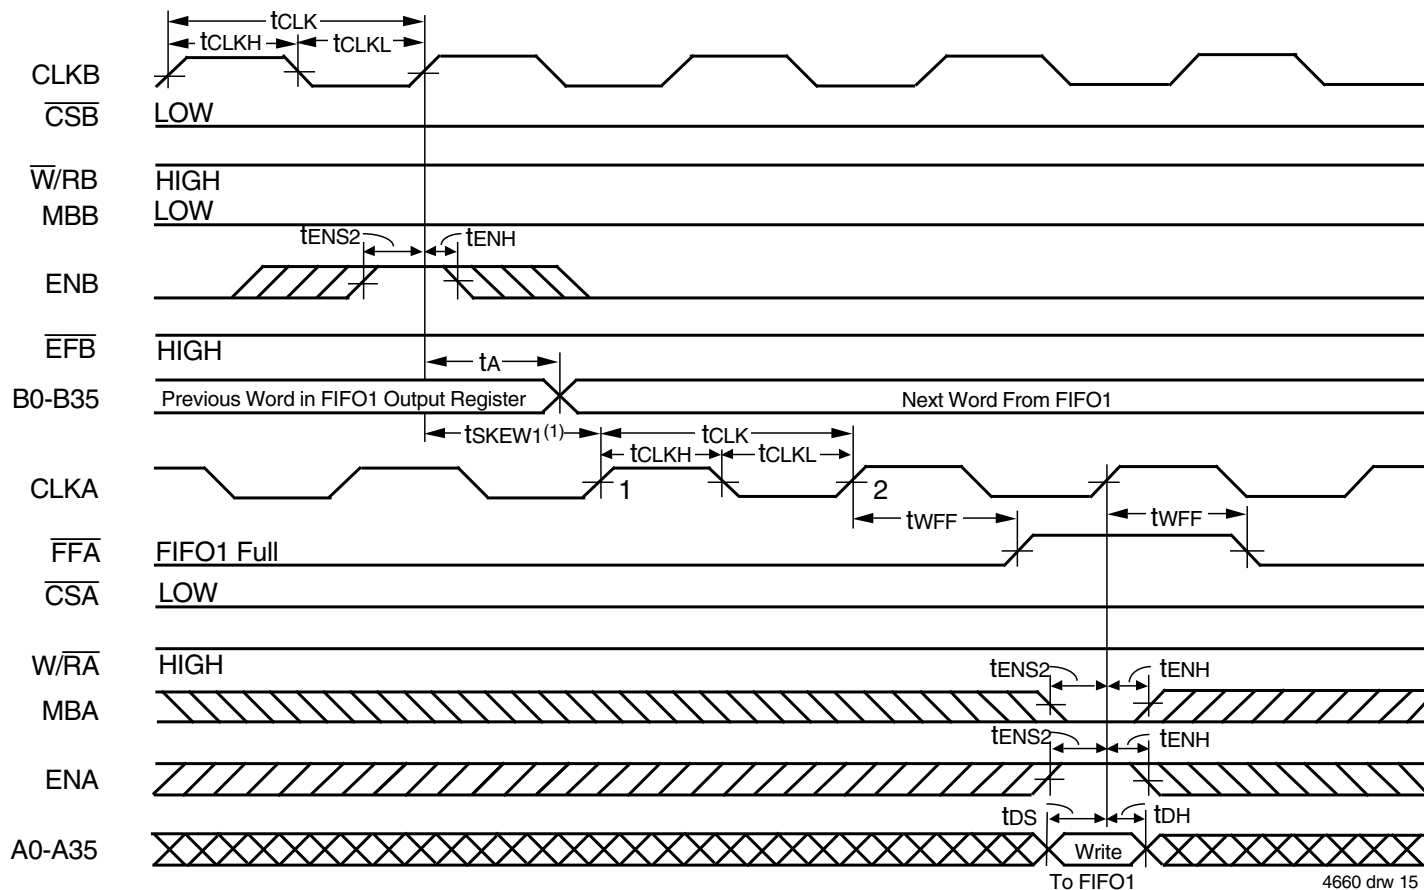 tCLK
tCLKH tCLKL
CLKB
CSB LOW
W/RB HIGH
MBB LOW
tENS2 tENH
ENB
EFB HIGH
tA
B0-B35 Previous Word in FIFO1 Output Register Next Word From FIFO1
tSKEW1(1) tCLK
tCLKH tCLKL
CLKA 1 2
tWFF tWFF
FFA FIFO1 Full
CSA LOW
W/RA HIGH
tENS2 tENH
MBA
tENS2 tENH
ENA
tDS tDH
A0-A35 Write
To FIFO1
4660 drw 15